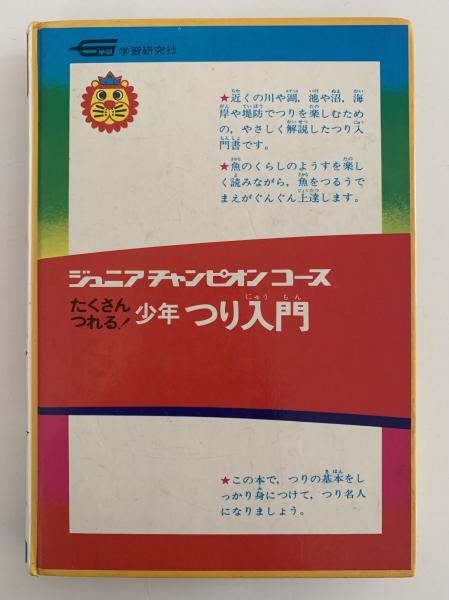 学研 学習研究社
★近くの川や湖，池や沼，海
岸や堤防でつりを楽しむため
の，やさしく解説したつり入
門書です。
★魚のくらしのようすを楽し
く読みながら，魚をつるうで
まえがぐんぐん上達します。
ジュニアチャンピオンコース
たくさん
つれる！
少年つり入門
★この本で，つりの基本をし
っかり身につけて，つり名人
になりましょう。